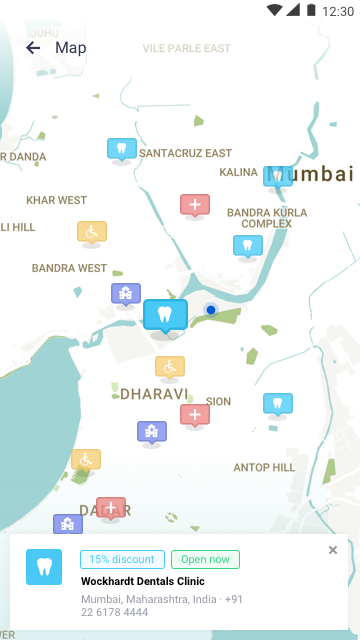 12:30
JUHU
Map
VILE PARLE EAST
R DANDA
SANTACRUZ EAST
KALINA
Mumbai
KHAR WEST
BANDRA KURLA
COMPLEX
LI HILL
BANDRA WEST
DHARAVI
SION
ANTOP HILL
15% discount
Open now
Wockhardt Dentals Clinic
Mumbai, Maharashtra, India · +91
22 6178 4444
VER